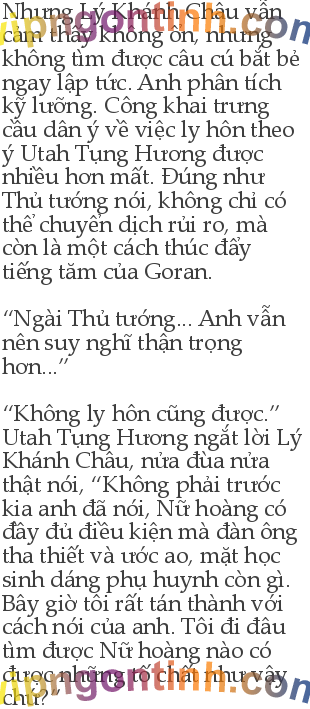 Nhưng Lý Khánh Châu vẫn
cảm thấy không ổn, nhưng
không tìm được câu cú bắt bẻ
ngay lập tức. Anh phân tích
kỹ lưỡng. Công khai trưng
cầu dân ý về việc ly hôn theo
ý Utah Tụng Hương được
nhiều hơn mất. Đúng như
Thủ tướng nói, không chỉ có
thể chuyển dịch rủi ro, mà
còn là một cách thúc đẩy
tiếng tăm của Goran.
“Ngài Thủ tướng... Anh vẫn
nên suy nghĩ thận trọng
hơn...”
“Không ly hôn cũng được.”
Utah Tụng Hương ngắt lời Lý
Khánh Châu, nửa đùa nửa
thật nói, “Không phải trước
kia anh đã nói, Nữ hoàng có
đầy đủ điều kiện mà đàn ông
tha thiết và ước ao, mặt học
sinh dáng phụ huynh còn gì.
Bây giờ tôi rất tán thành với
cách nói của anh. Tôi đi đâu
tìm được Nữ hoàng nào có
được những tố chất như vậy
chứ?”